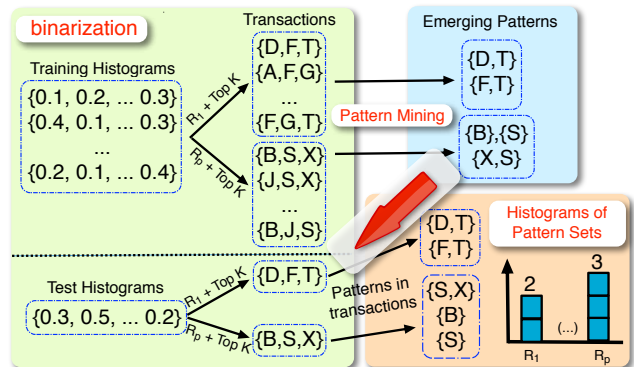 binarization
Transactions
Emerging Patterns
Training Histograms
{0.1, 0.2, ... 0.3}
{0.4, 0.1, ... 0.3}
...
{0.2, 0.1, ... 0.4}
R1 + Top K
Rp + Top K
{D,F,T}
{A,F,G}
...
{F,G,T}
{B,S,X}
{J,S,X}
...
{B,J,S}
Pattern Mining
{D,T}
{F,T}
{B},{S}
{X,S}
Test Histograms
{0.3, 0.5, ... 0.2}
R1 + Top K
Rp + Top K
{D,F,T}
{B,S,X}
Patterns in
transactions
{D,T}
{F,T}
{S,X}
{B}
{S}
Histograms of
Pattern Sets
2
3
R1
(...)
Rp